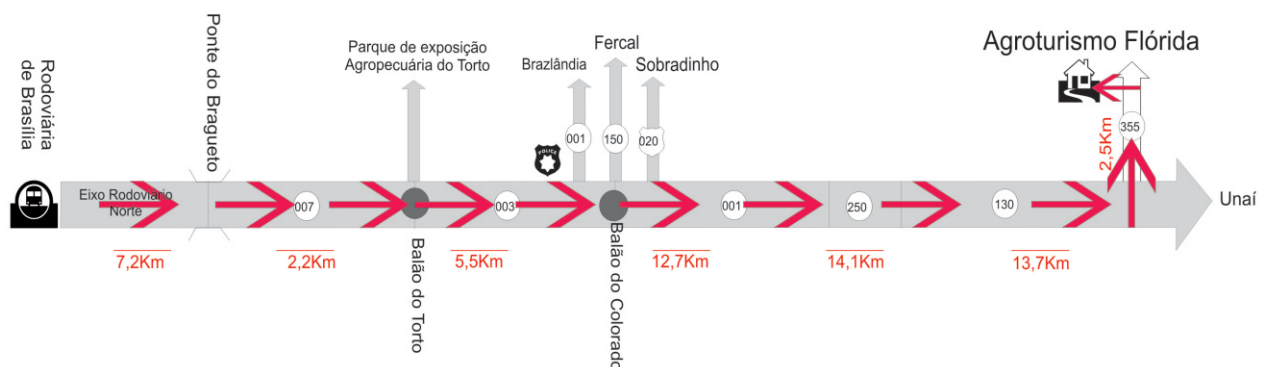 Rodoviária
de Brasília
Ponte do Bragueto
Parque de exposição
Agropecuária do Torto
Brazlândia
Fercal
Sobradinho
Agroturismo Flórida
001
150
020
355
POLICE
2,5Km
Eixo Rodoviário
Norte
007
003
001
250
130
Unaí
7,2Km
2,2Km
5,5Km
12,7Km
14,1Km
13,7Km
Balão do Torto
Balão do Colorado